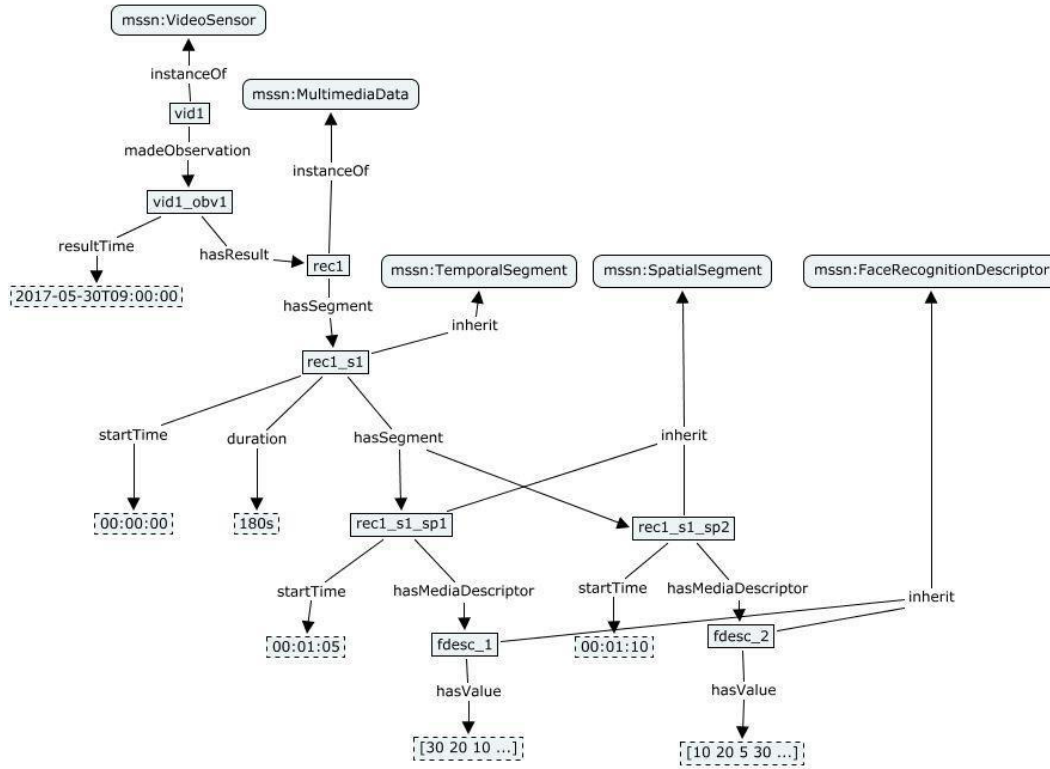 mssn:VideoSensor
instanceOf
mssn:MultimediaData
vid1
madeObservation
instanceOf
vid1_obv1
resultTime
hasResult
rec1
mssn:TemporalSegment
mssn:SpatialSegment
mssn:FaceRecognitionDescriptor
2017-05-30T09:00:00
hasSegment
inherit
rec1_s1
startTime
duration
hasSegment
inherit
00:00:00
180s
rec1_s1_sp1
rec1_s1_sp2
startTime
hasMediaDescriptor
startTime
hasMediaDescriptor
inherit
00:01:05
fdesc_1
00:01:10
fdesc_2
hasValue
hasValue
[30 20 10 ...]
[10 20 5 30 ...]